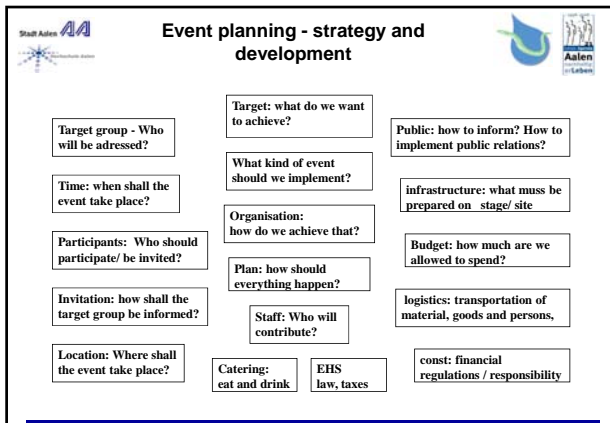 Stadt Aalen
Hochschule Aalen
Event planning - strategy and
development
Aalen
nachhaltig
erLeben
Target group - Who
will be adressed?
Time: when shall the
event take place?
Participants: Who should
participate/ be invited?
Invitation: how shall the
target group be informed?
Location: Where shall
the event take place?
Target: what do we want
to achieve?
What kind of event
should we implement?
Organisation:
how do we achieve that?
Plan: how should
everything happen?
Staff: Who will
contribute?
Catering:
eat and drink
EHS
law, taxes
Public: how to inform? How to
implement public relations?
infrastructure: what muss be
prepared on stage/ site
Budget: how much are we
allowed to spend?
logistics: transportation of
material, goods and persons,
const: financial
regulations / responsibility